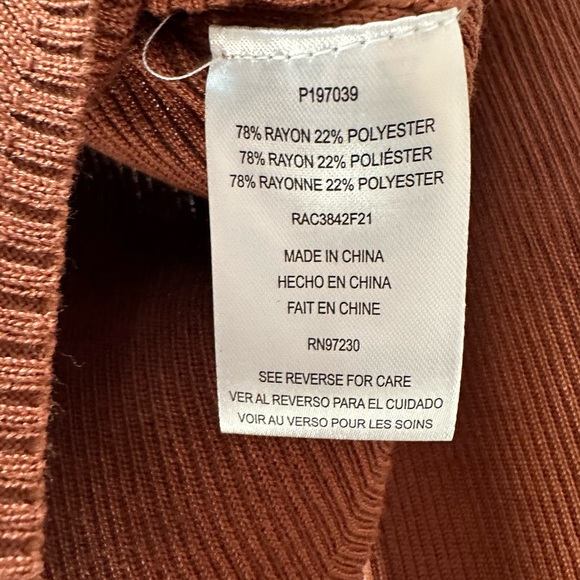 P197039
78% RAYON 22% POLYESTER
78% RAYON 22% POLIÉSTER
78% RAYONNE 22% POLYESTER
RAC3842F21
MADE IN CHINA
HECHO EN CHINA
FAIT EN CHINE
RN97230
SEE REVERSE FOR CARE
VER AL REVERSO PARA EL CUIDADO
VOIR AU VERSO POUR LES SOINS